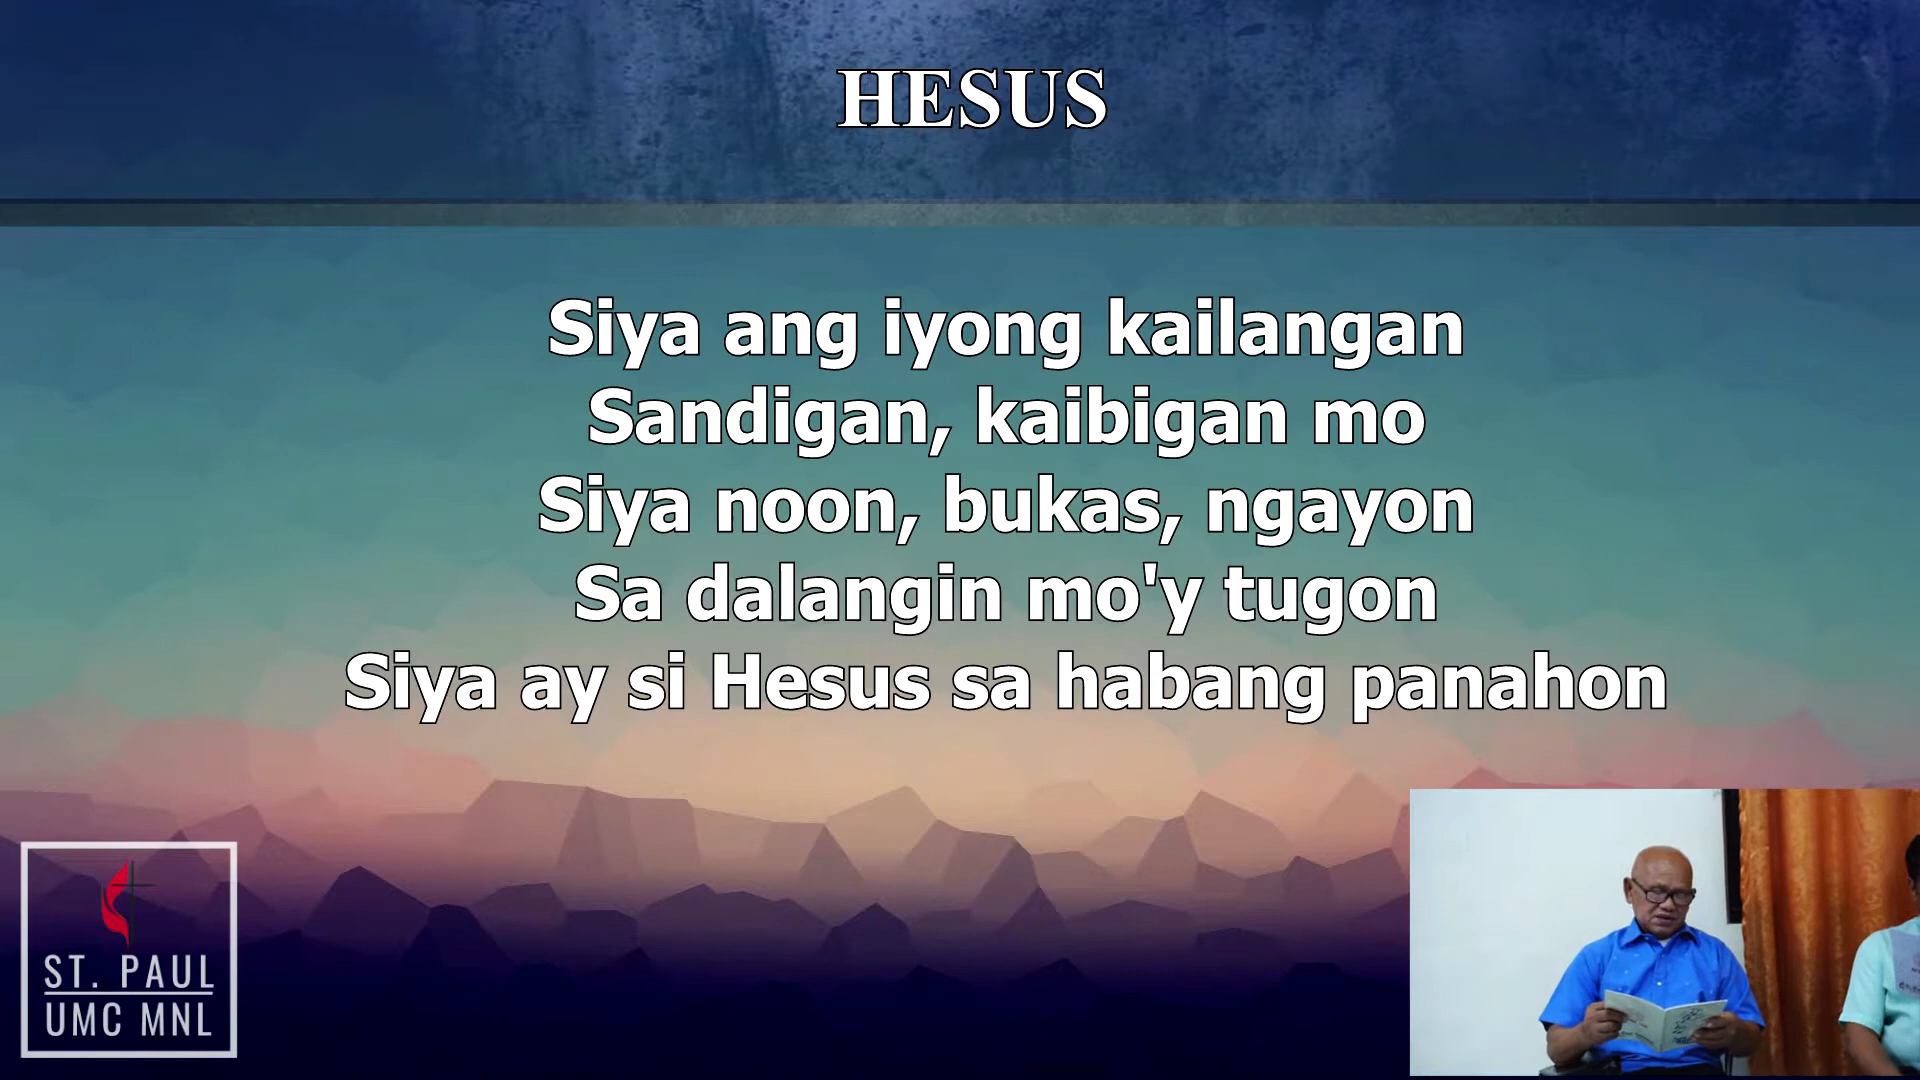 HESUS
Siya ang iyong kailangan
Sandigan, kaibigan mo
Siya noon, bukas, ngayon
Sa dalangin mo'y tugon
Siya ay si Hesus sa habang panahon
ST. PAUL
UMC MNL